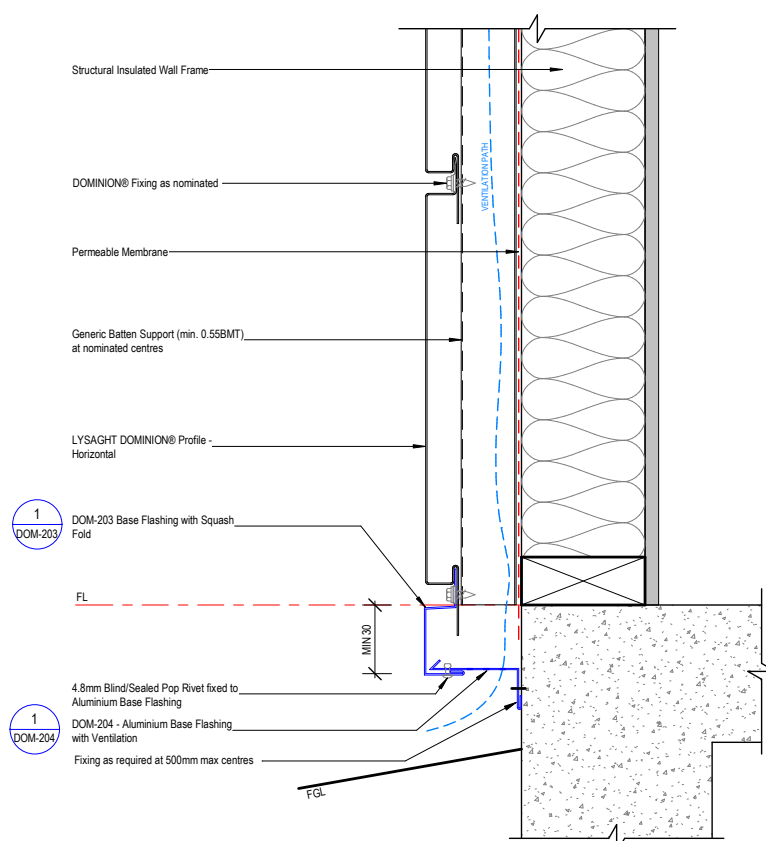 Structural Insulated Wall Frame
VENTILATION PATH
DOMINION® Fixing as nominated
Permeable Membrane
Generic Batten Support (min. 0.55BMT)
at nominated centres
LYSAGHT DOMINION® Profile -
Horizontal
1
DOM-203
DOM-203 Base Flashing with Squash
Fold
FL
MIN 30
4.8mm Blind/Sealed Pop Rivet fixed to
Aluminium Base Flashing
1
DOM-204
DOM-204 - Aluminium Base Flashing
with Ventilation
Fixing as required at 500mm max centres
FGL